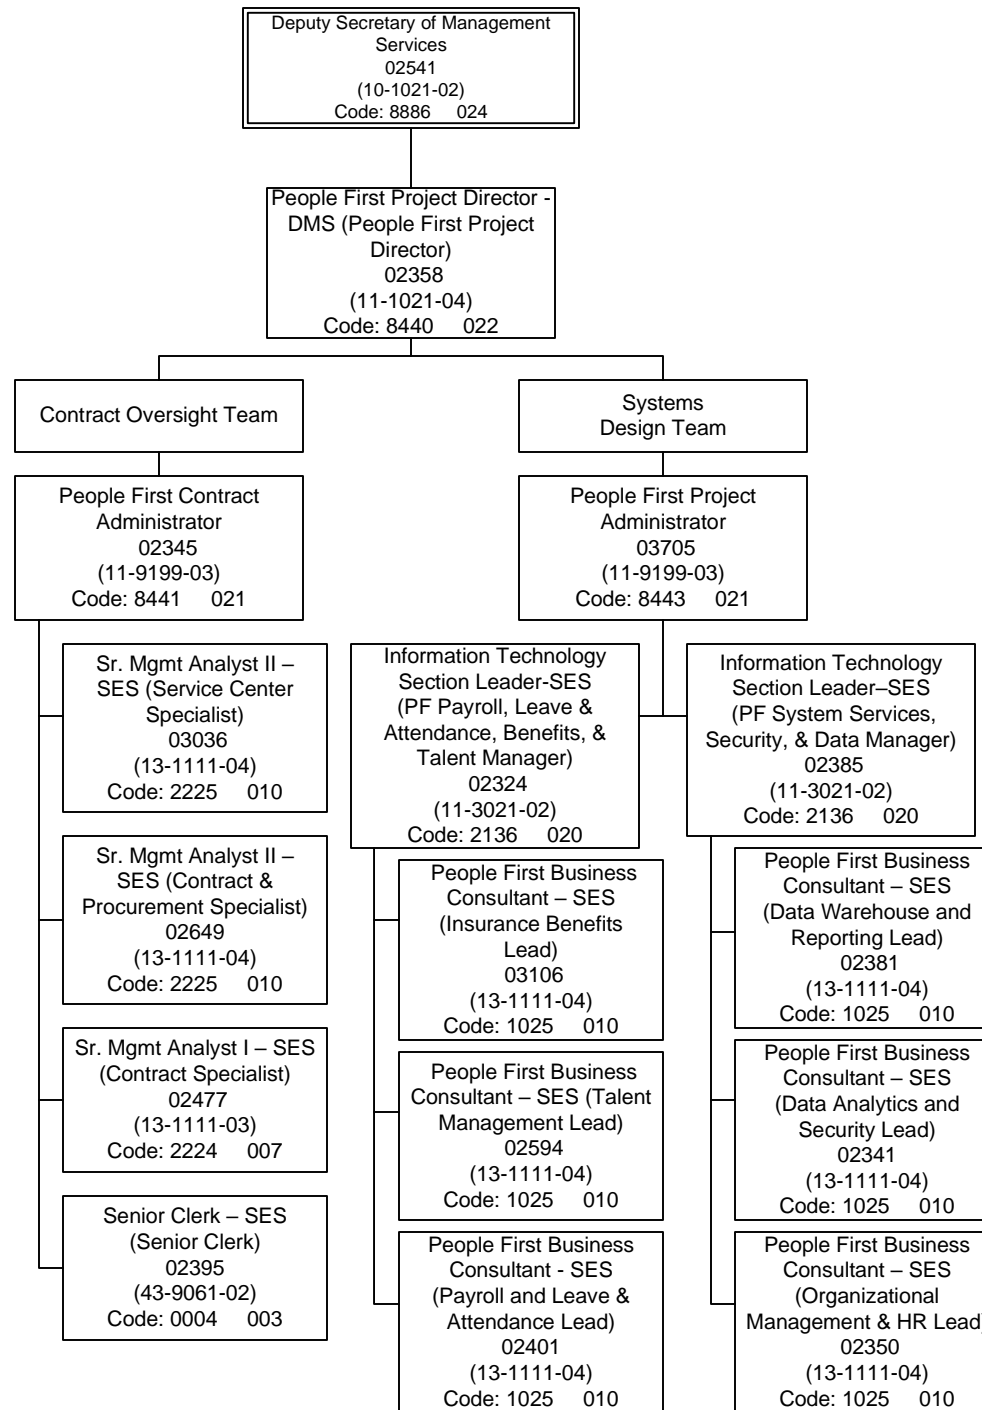 Deputy Secretary of Management
Services
02541
(10-1021-02)
Code: 8886 024
People First Project Director -
DMS (People First Project
Director)
02358
(11-1021-04)
Code: 8440 022
Contract Oversight Team
People First Contract
Administrator
02345
(11-9199-03)
Code: 8441 021
Sr. Mgmt Analyst II –
SES (Service Center
Specialist)
03036
(13-1111-04)
Code: 2225 010
Sr. Mgmt Analyst II –
SES (Contract &
Procurement Specialist)
02649
(13-1111-04)
Code: 2225 010
Sr. Mgmt Analyst I – SES
(Contract Specialist)
02477
(13-1111-03)
Code: 2224 007
Senior Clerk – SES
(Senior Clerk)
02395
(43-9061-02)
Code: 0004 003
Systems
Design Team
People First Project
Administrator
03705
(11-9199-03)
Code: 8443 021
Information Technology
Section Leader-SES
(PF Payroll, Leave &
Attendance, Benefits, &
Talent Manager)
02324
(11-3021-02)
Code: 2136 020
People First Business
Consultant – SES
(Insurance Benefits
Lead)
03106
(13-1111-04)
Code: 1025 010
People First Business
Consultant – SES (Talent
Management Lead)
02594
(13-1111-04)
Code: 1025 010
People First Business
Consultant - SES
(Payroll and Leave &
Attendance Lead)
02401
(13-1111-04)
Code: 1025 010
Information Technology
Section Leader–SES
(PF System Services,
Security, & Data Manager)
02385
(11-3021-02)
Code: 2136 020
People First Business
Consultant – SES
(Data Warehouse and
Reporting Lead)
02381
(13-1111-04)
Code: 1025 010
People First Business
Consultant – SES
(Data Analytics and
Security Lead)
02341
(13-1111-04)
Code: 1025 010
People First Business
Consultant – SES
(Organizational
Management & HR Lead)
02350
(13-1111-04)
Code: 1025 010